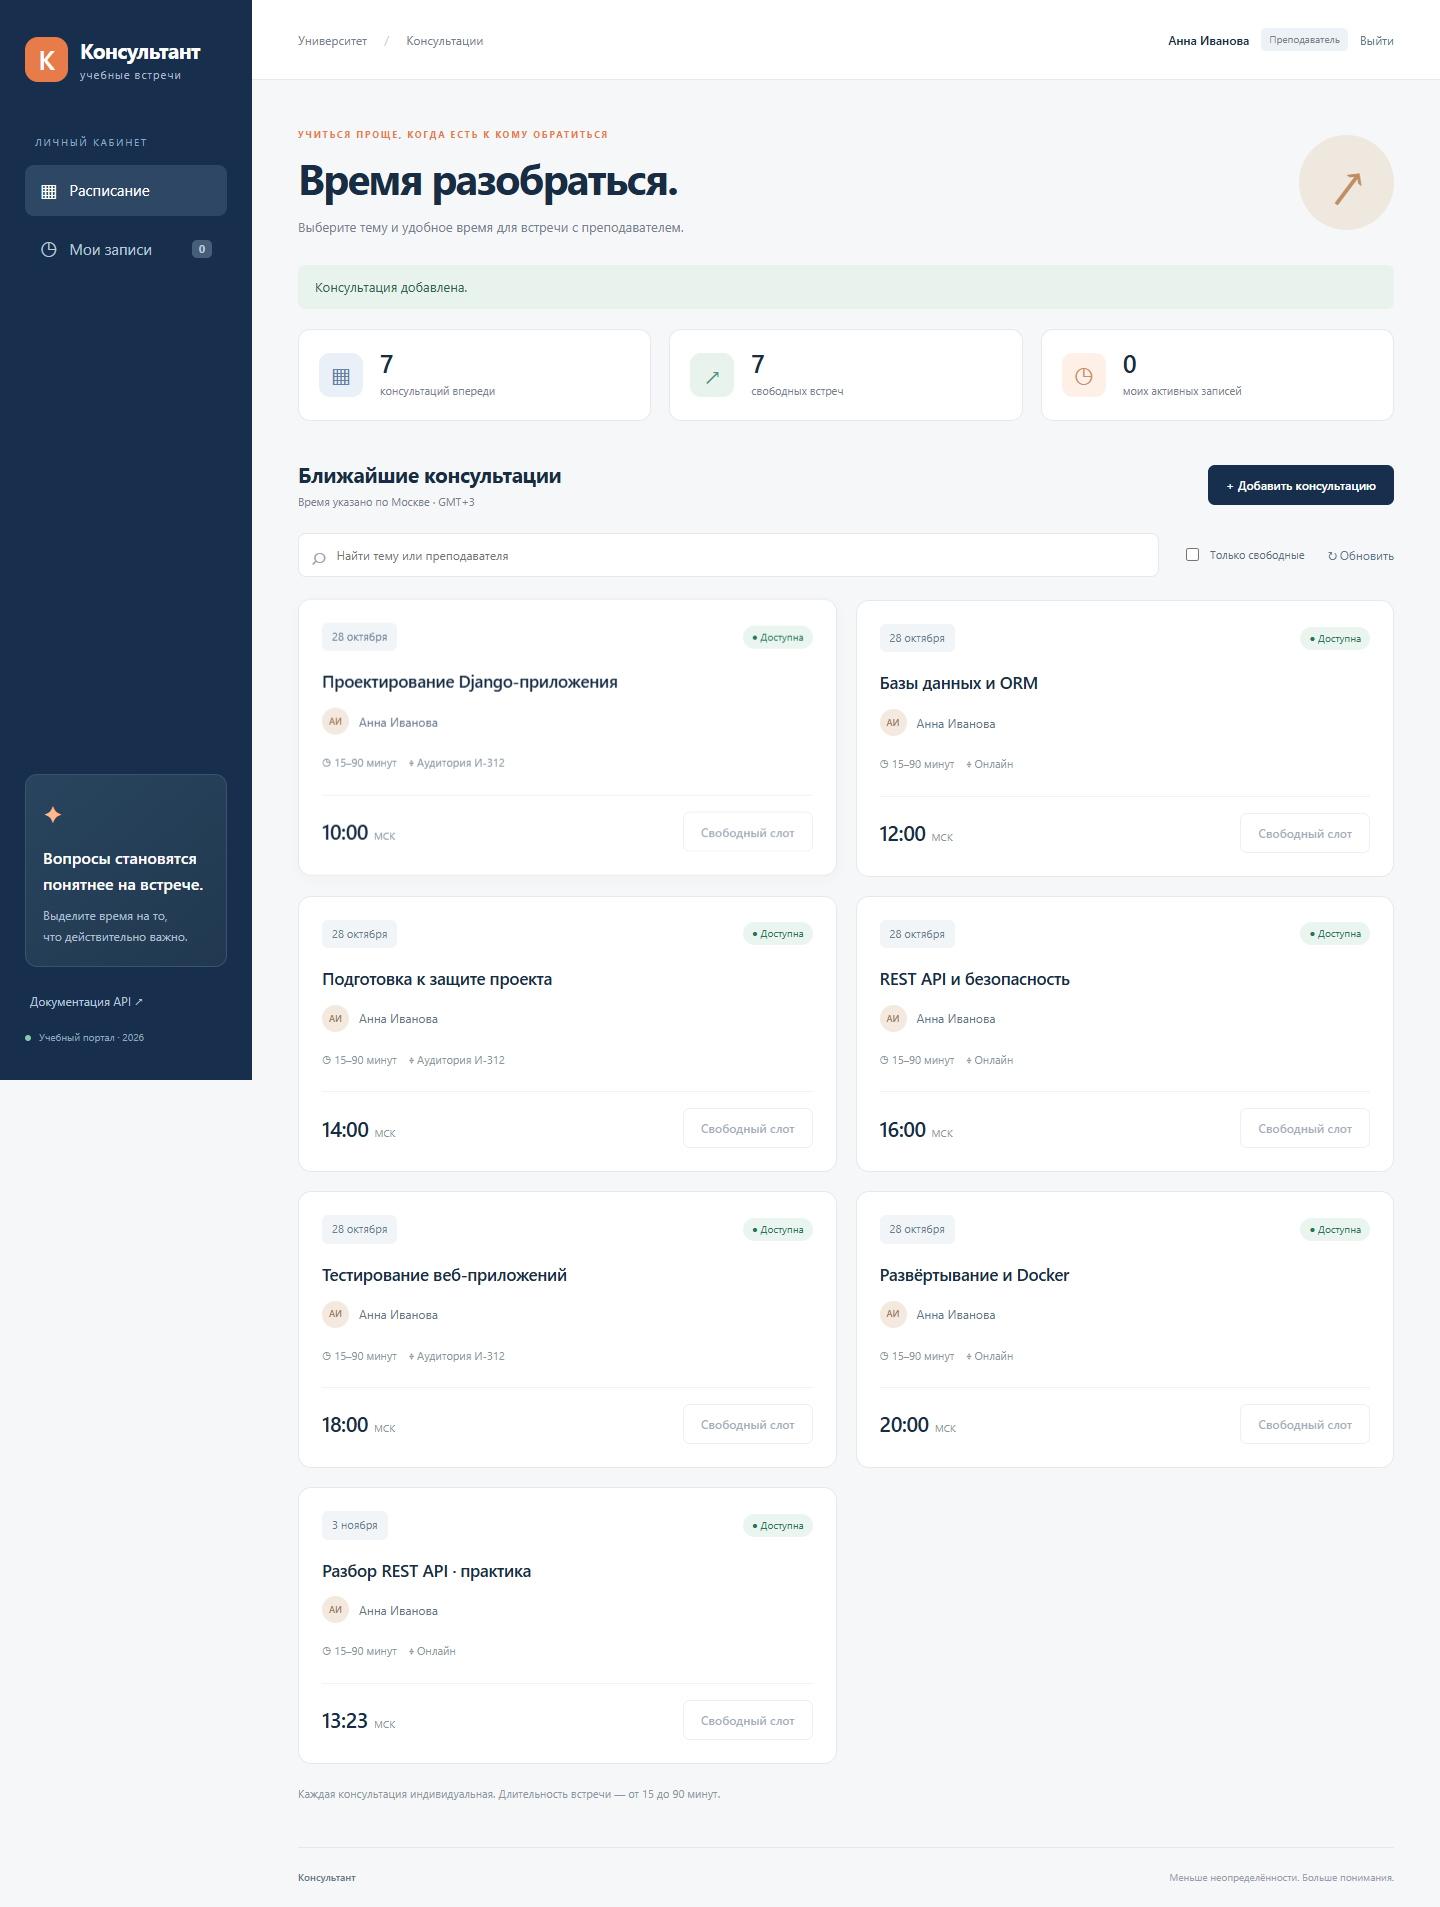 К
Консультант
учебные встречи
ЛИЧНЫЙ КАБИНЕТ
Расписание
Мои записи
0
Вопросы становятся
понятнее на встрече.
Выделите время на то,
что действительно важно.
Документация API ↗
Учебный портал · 2026
Университет / Консультации
Анна Иванова
Преподаватель
Выйти
УЧИТЬСЯ ПРОЩЕ, КОГДА ЕСТЬ К КОМУ ОБРАТИТЬСЯ
Время разобраться.
Выберите тему и удобное время для встречи с преподавателем.
Консультация добавлена.
7
консультаций впереди
7
свободных встреч
0
моих активных записей
Ближайшие консультации
Время указано по Москве · GMT+3
+ Добавить консультацию
Найти тему или преподавателя
Только свободные
↻ Обновить
28 октября
● Доступна
Проектирование Django-приложения
АИ
Анна Иванова
15–90 минут
Аудитория И-312
10:00 МСК
Свободный слот
28 октября
● Доступна
Базы данных и ORM
АИ
Анна Иванова
15–90 минут
Онлайн
12:00 МСК
Свободный слот
28 октября
● Доступна
Подготовка к защите проекта
АИ
Анна Иванова
15–90 минут
Аудитория И-312
14:00 МСК
Свободный слот
28 октября
● Доступна
REST API и безопасность
АИ
Анна Иванова
15–90 минут
Онлайн
16:00 МСК
Свободный слот
28 октября
● Доступна
Тестирование веб-приложений
АИ
Анна Иванова
15–90 минут
Аудитория И-312
18:00 МСК
Свободный слот
28 октября
● Доступна
Развёртывание и Docker
АИ
Анна Иванова
15–90 минут
Онлайн
20:00 МСК
Свободный слот
3 ноября
● Доступна
Разбор REST API · практика
АИ
Анна Иванова
15–90 минут
Онлайн
13:23 МСК
Свободный слот
Каждая консультация индивидуальная. Длительность встречи — от 15 до 90 минут.
Консультант
Меньше неопределённости. Больше понимания.